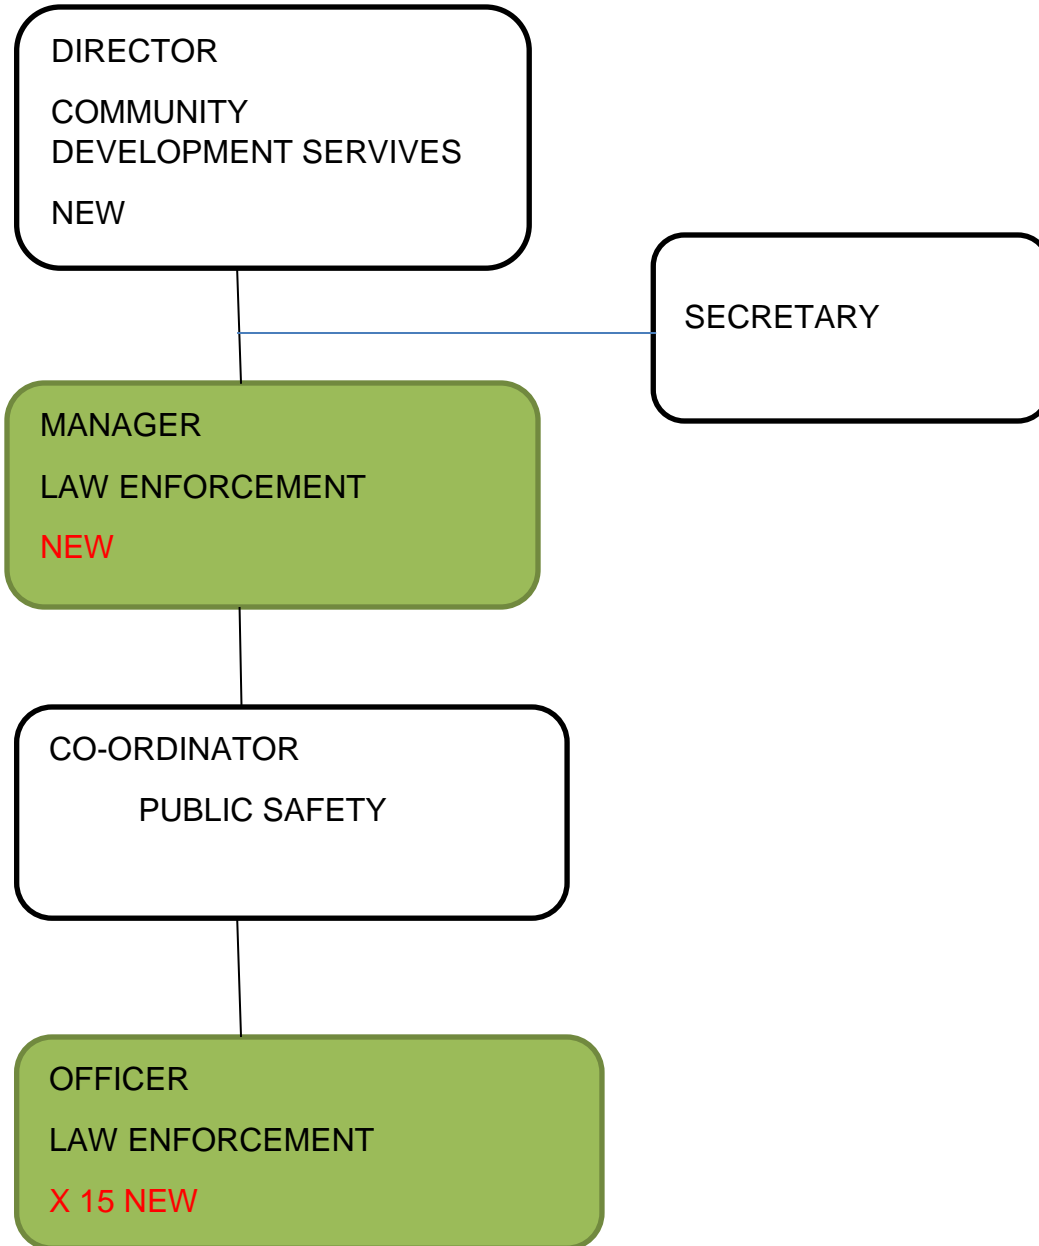 DIRECTOR
COMMUNITY
DEVELOPMENT SERVIVES
NEW
SECRETARY
MANAGER
LAW ENFORCEMENT
NEW
CO-ORDINATOR
PUBLIC SAFETY
OFFICER
LAW ENFORCEMENT
X 15 NEW